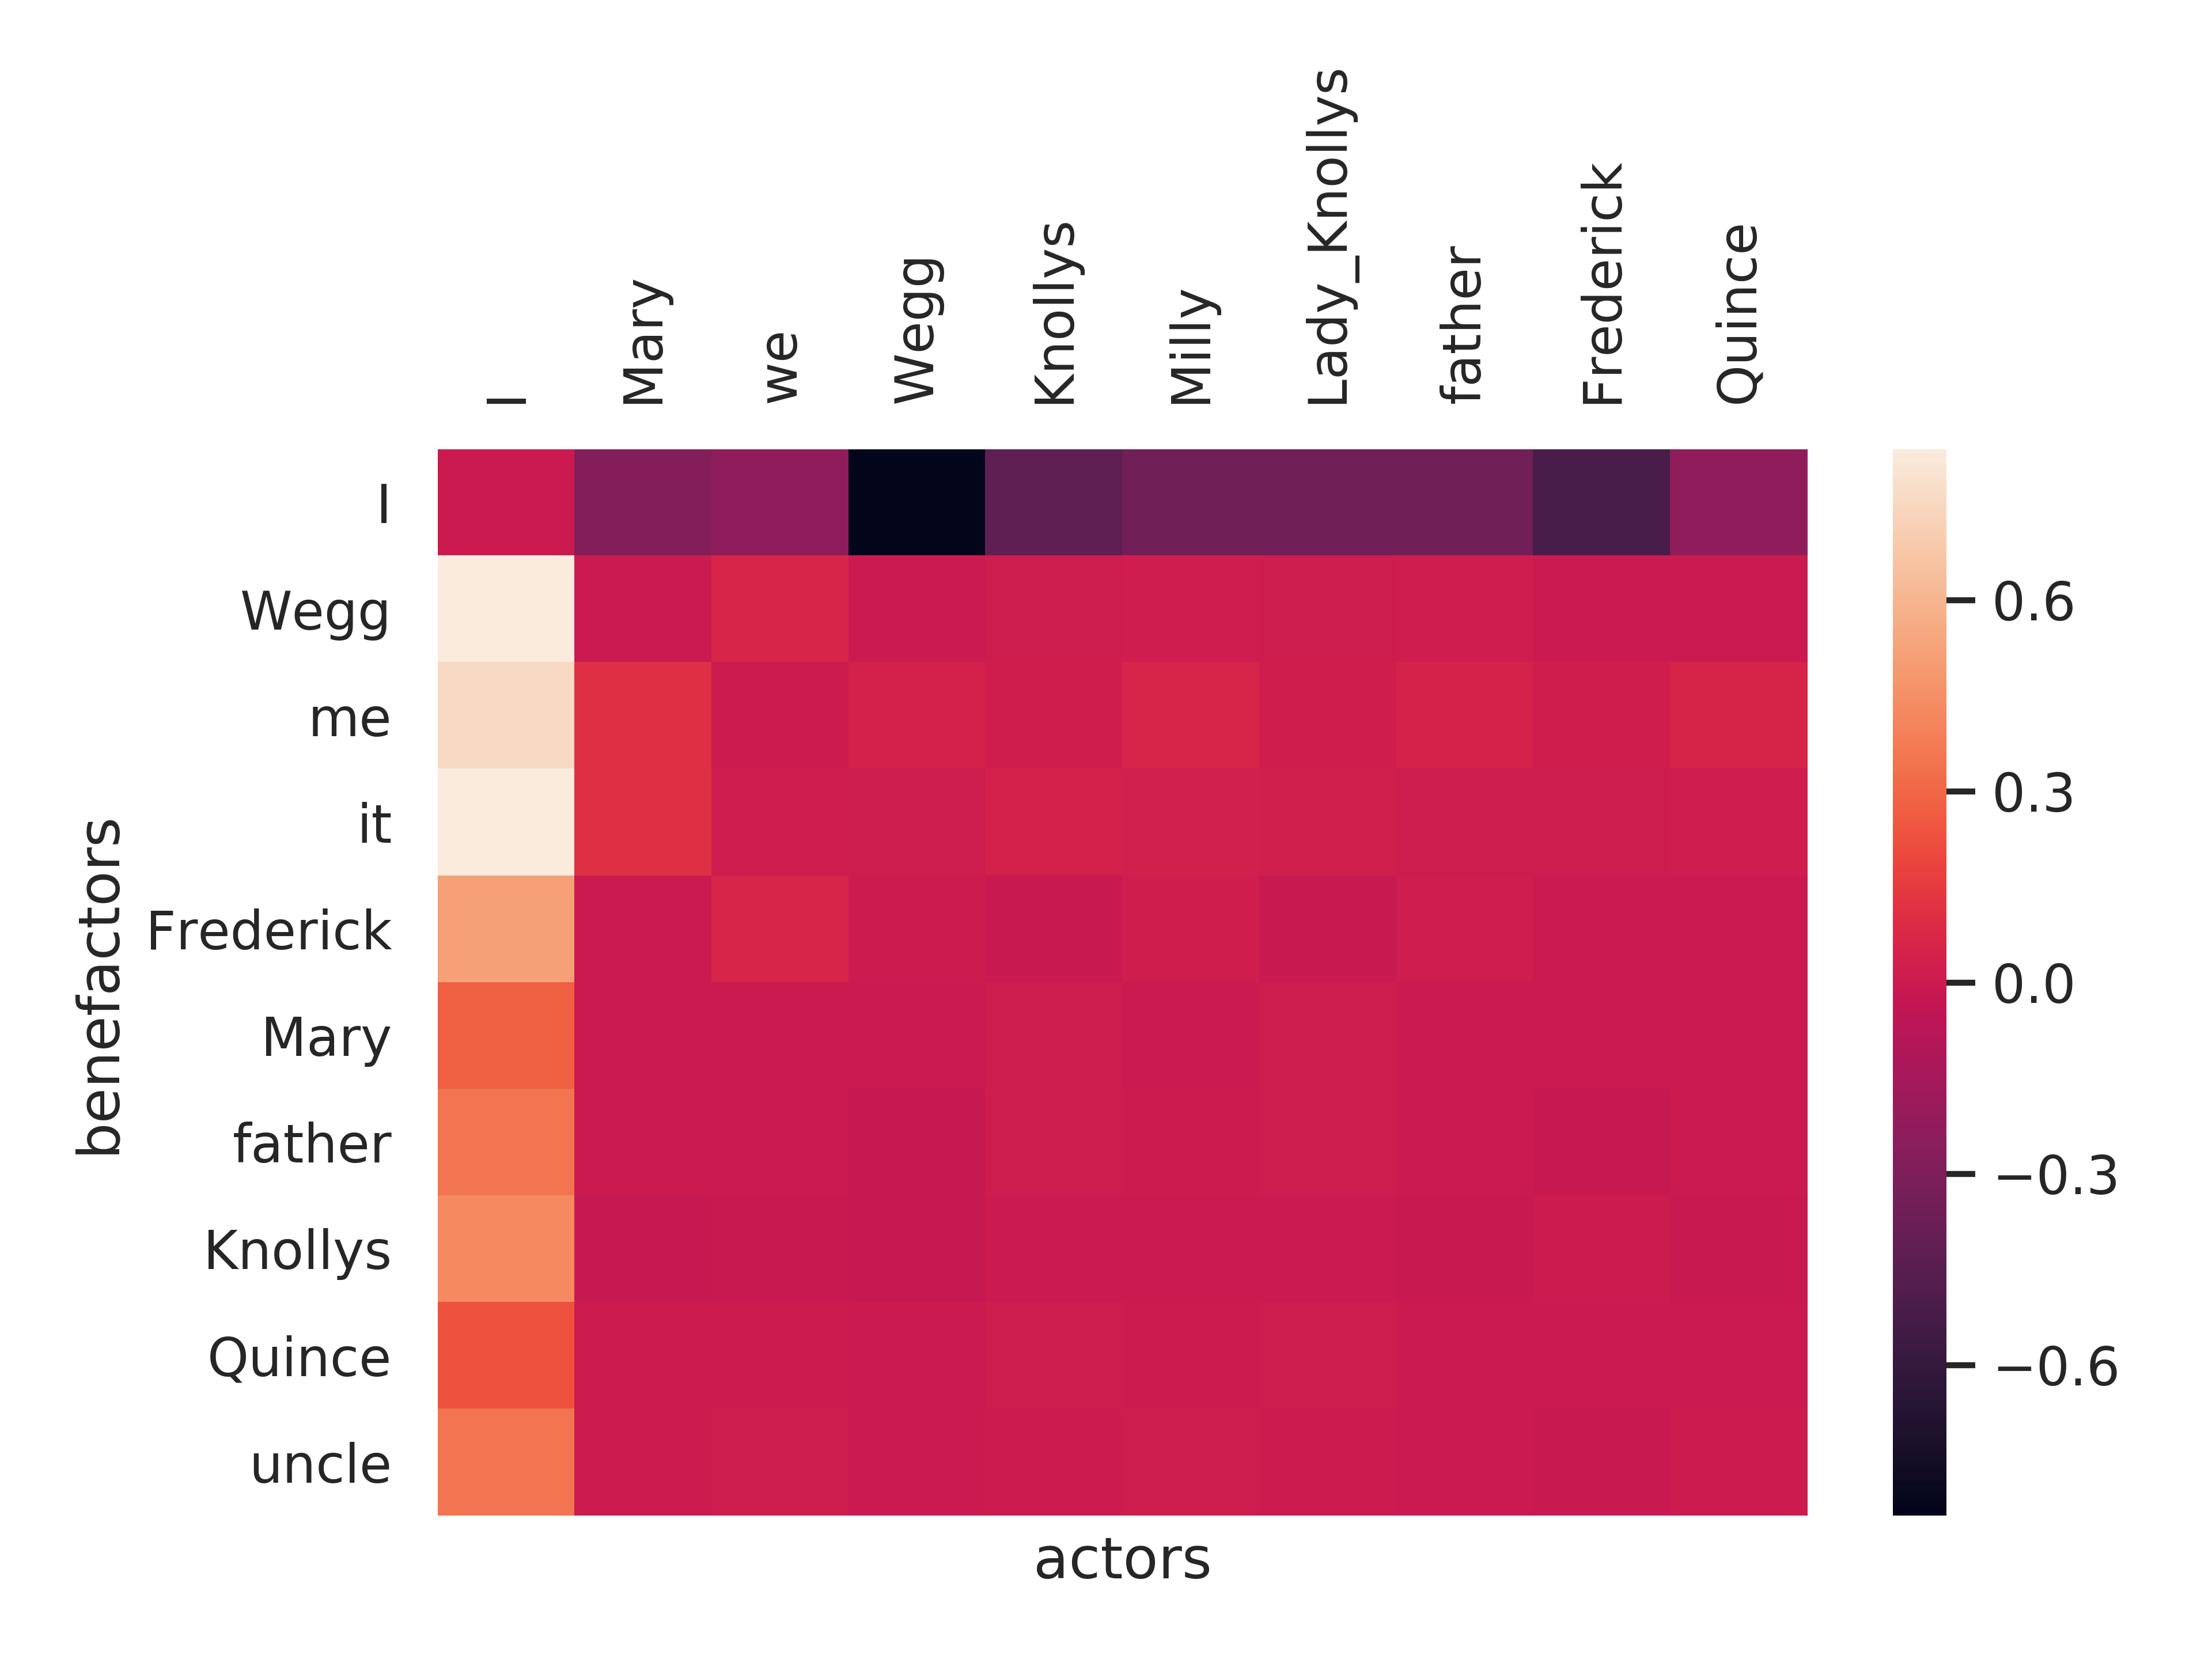 I
Mary
we
Wegg
Knollys
Milly
Lady_Knollys
father
Frederick
Quince
benefactors
I
Wegg
me
it
Frederick
Mary
father
Knollys
Quince
uncle
0.6
0.3
0.0
−0.3
−0.6
actors